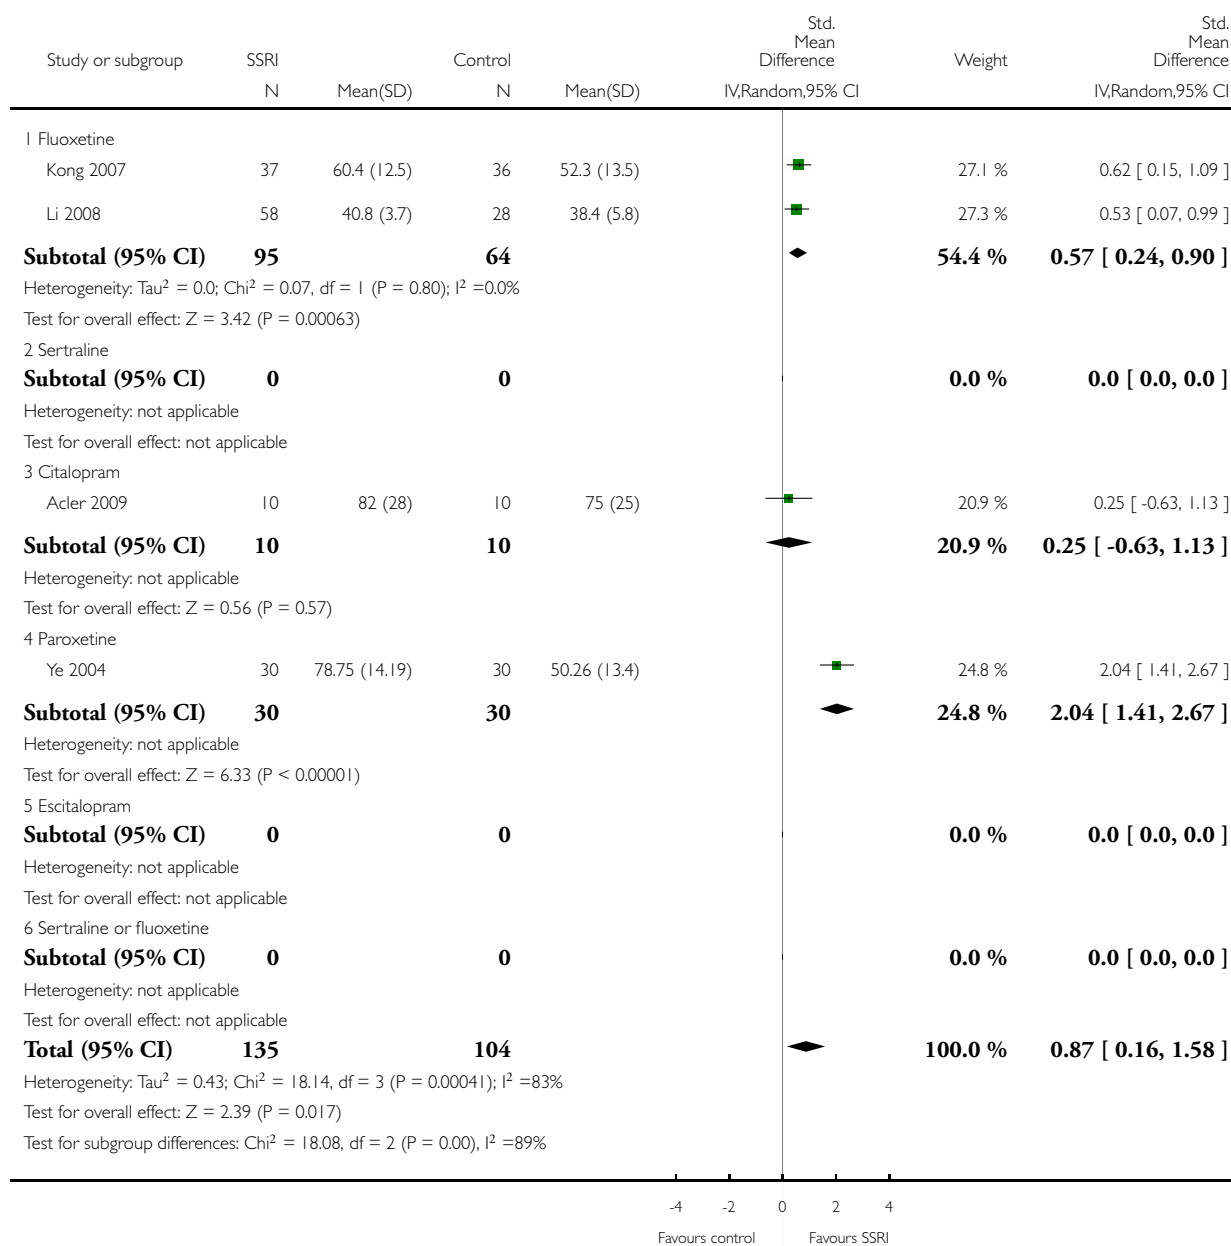 Std.
Mean
Difference
Std.
Mean
Difference
Study or subgroup SSRI Control Weight
N Mean(SD) N Mean(SD) IV,Random,95% CI IV,Random,95% CI
1 Fluoxetine
Kong 2007 37 60.4 (12.5) 36 52.3 (13.5) 27.1 % 0.62 [ 0.15, 1.09 ]
Li 2008 58 40.8 (3.7) 28 38.4 (5.8) 27.3 % 0.53 [ 0.07, 0.99 ]
Subtotal (95% CI) 95 64 54.4 % 0.57 [ 0.24, 0.90 ]
Heterogeneity: Tau² = 0.0; Chi² = 0.07, df = 1 (P = 0.80); I² =0.0%
Test for overall effect: Z = 3.42 (P = 0.00063)
2 Sertraline
Subtotal (95% CI) 0 0 0.0 % 0.0 [ 0.0, 0.0 ]
Heterogeneity: not applicable
Test for overall effect: not applicable
3 Citalopram
Acler 2009 10 82 (28) 10 75 (25) 20.9 % 0.25 [ -0.63, 1.13 ]
Subtotal (95% CI) 10 10 20.9 % 0.25 [ -0.63, 1.13 ]
Heterogeneity: not applicable
Test for overall effect: Z = 0.56 (P = 0.57)
4 Paroxetine
Ye 2004 30 78.75 (14.19) 30 50.26 (13.4) 24.8 % 2.04 [ 1.41, 2.67 ]
Subtotal (95% CI) 30 30 24.8 % 2.04 [ 1.41, 2.67 ]
Heterogeneity: not applicable
Test for overall effect: Z = 6.33 (P < 0.00001)
5 Escitalopram
Subtotal (95% CI) 0 0 0.0 % 0.0 [ 0.0, 0.0 ]
Heterogeneity: not applicable
Test for overall effect: not applicable
6 Sertraline or fluoxetine
Subtotal (95% CI) 0 0 0.0 % 0.0 [ 0.0, 0.0 ]
Heterogeneity: not applicable
Test for overall effect: not applicable
Total (95% CI) 135 104 100.0 % 0.87 [ 0.16, 1.58 ]
Heterogeneity: Tau² = 0.43; Chi² = 18.14, df = 3 (P = 0.00041); I² =83%
Test for overall effect: Z = 2.39 (P = 0.017)
Test for subgroup differences: Chi² = 18.08, df = 2 (P = 0.00), I² =89%
-4 -2 0 2 4
Favours control Favours SSRI